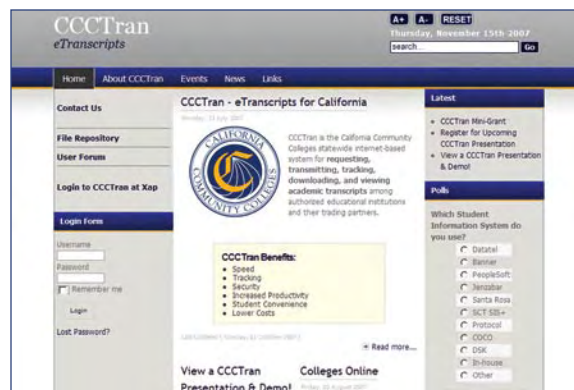 CCCTran
eTranscripts
A+ A- RESET
Thursday, November 15th 2007
search...
Go
Home About CCCTran Events News Links
Contact Us
File Repository
User Forum
Login to CCCTran at Xap
Login Form
Username
Password
Remember me
Login
Lost Password?
CCCTran - eTranscripts for California
CALIFORNIA
COMMUNITY COLLEGES
CCCTran is the California Community
Colleges statewide internet-based
system for requesting,
transmitting, tracking,
downloading, and viewing
academic transcripts among
authorized educational institutions
and their trading partners.
CCCTran Benefits:
• Speed
• Tracking
• Security
• Increased Productivity
• Student Convenience
• Lower Costs
Read more...
View a CCCTran
Presentation & Demo!
Colleges Online
Latest
• CCCTran Mini-Grant
• Register for Upcoming
CCCTran Presentation
• View a CCCTran Presentation
& Demo!
Polls
Which Student
Information System do
you use?
Datatel
Banner
PeopleSoft
Jenzabar
Santa Rosa
SCT SIS+
Protocol
COCO
DSK
In-house
Other